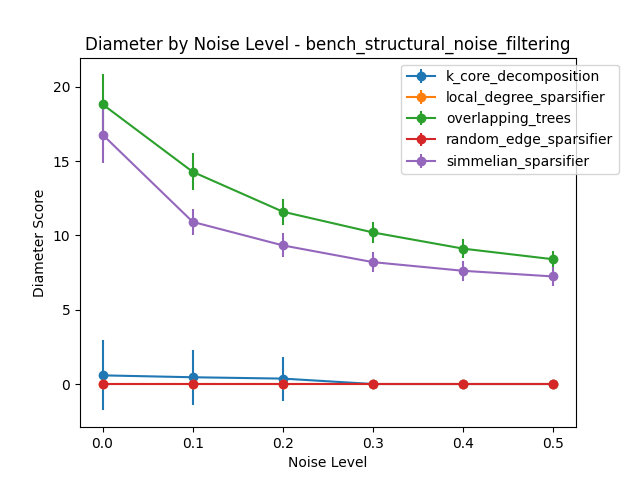 Diameter by Noise Level - bench_structural_noise_filtering
k_core_decomposition
local_degree_sparsifier
overlapping_trees
random_edge_sparsifier
simmelian_sparsifier
Diameter Score
20
15
10
5
0
0.0 0.1 0.2 0.3 0.4 0.5
Noise Level